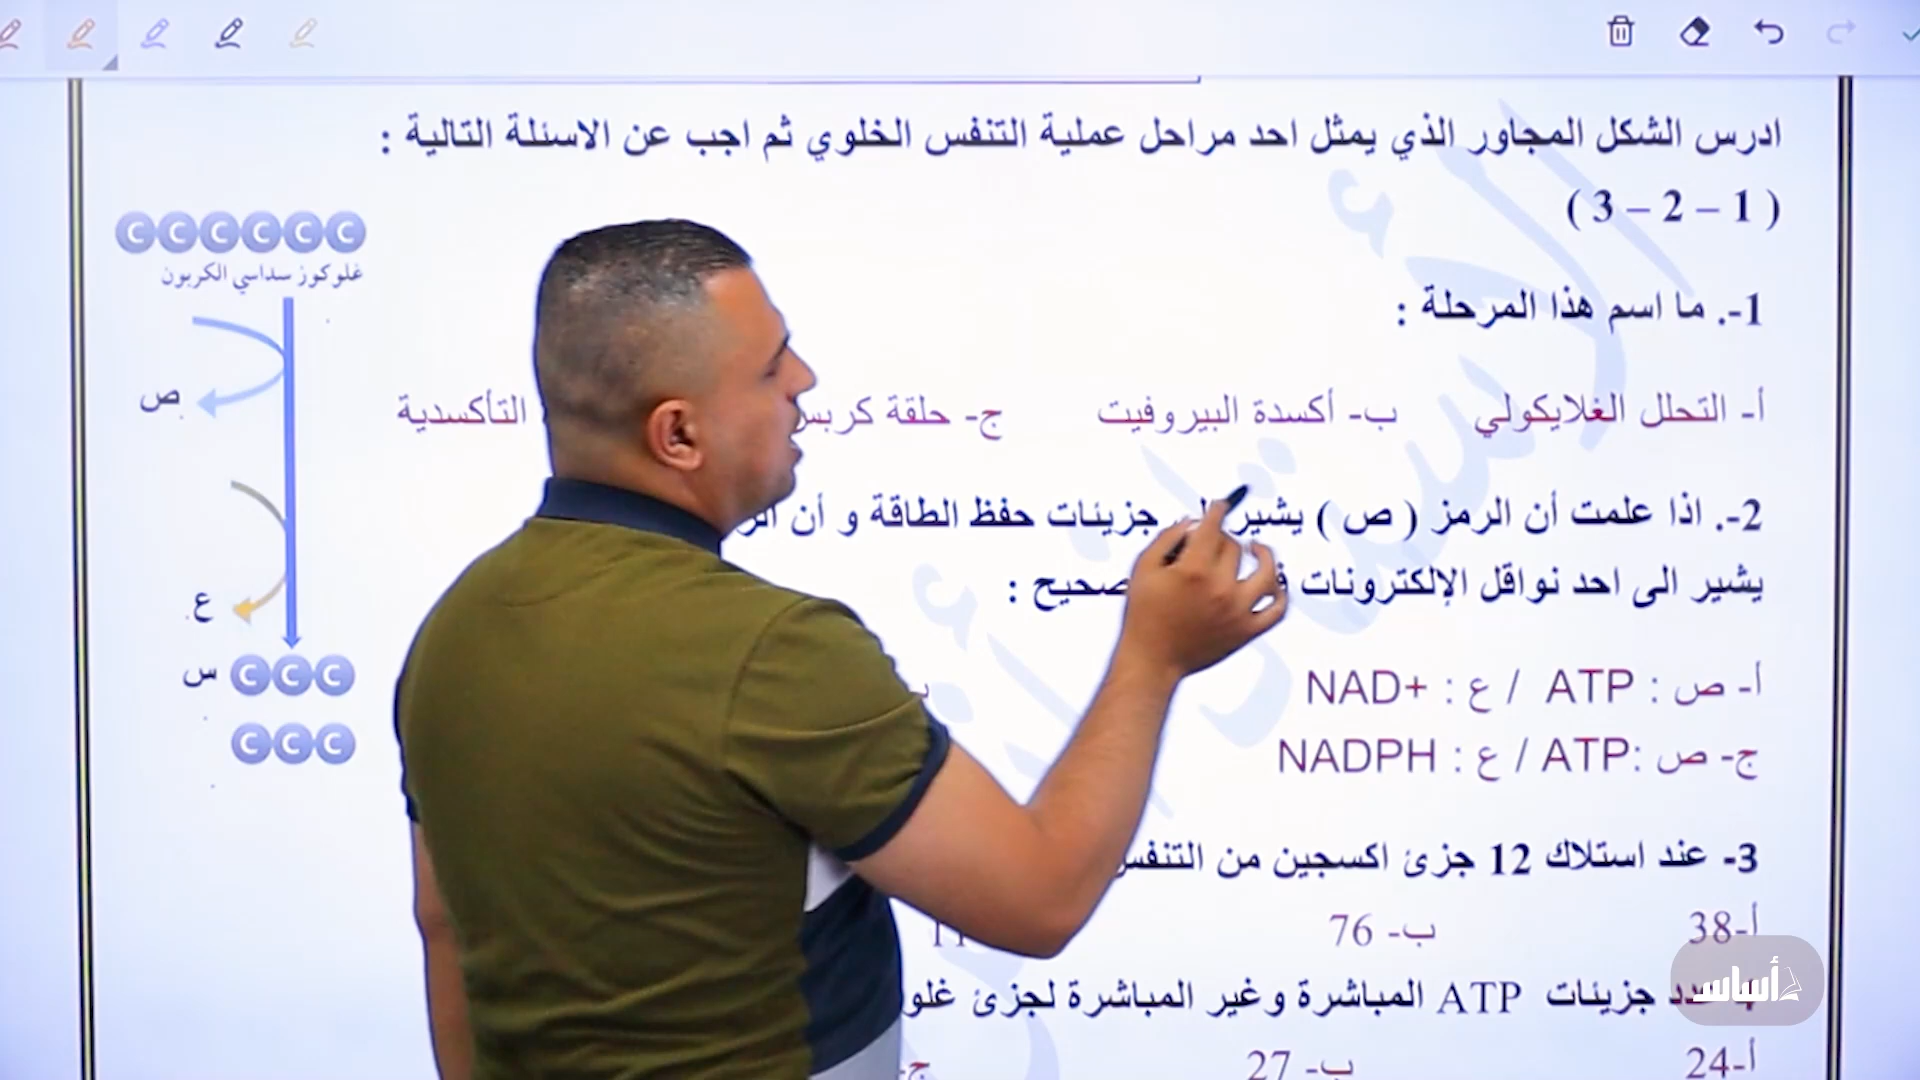 ادرس الشكل المجاور الذي يمثل احد مراحل عملية التنفس الخلوي ثم اجب عن الاسئلة التالية :
( 1 – 2 – 3 )
C C C C C C
غلوكوز سداسي الكربون
ص
ع
س C C C
C C C
1-. ما اسم هذا المرحلة :
أ- التحلل الغلايكولي ب- أكسدة البيروفيت ج- حلقة كربس التأكسدية
2-. اذا علمت أن الرمز ( ص ) يشير جزيئات حفظ الطاقة و أن
يشير الى احد نواقل الإلكترونات صحيح :
أ- ص : ATP / ع : NAD+
ج- ص :ATP / ع : NADPH
3- عند استلاك 12 جزئ اكسجين من التنفس
أ-38 ب- 76
جزيئات ATP المباشرة وغير المباشرة لجزئ
أ-24 ب- 27 ج-
أساس